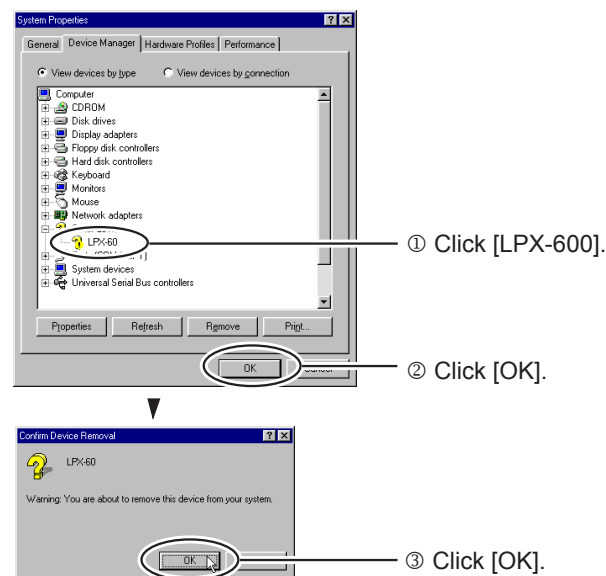 System Properties
General Device Manager Hardware Profiles Performance
View devices by type View devices by connection
Computer
CDROM
Disk drives
Display adapters
Floppy disk controllers
Hard disk controllers
Keyboard
Monitors
Mouse
Network adapters
LPX-60
① Click [LPX-600].
System devices
Universal Serial Bus controllers
Properties Refresh Remove Print...
OK
② Click [OK].
Confirm Device Removal
LPX-60
Warning: You are about to remove this device from your system.
OK
③ Click [OK].